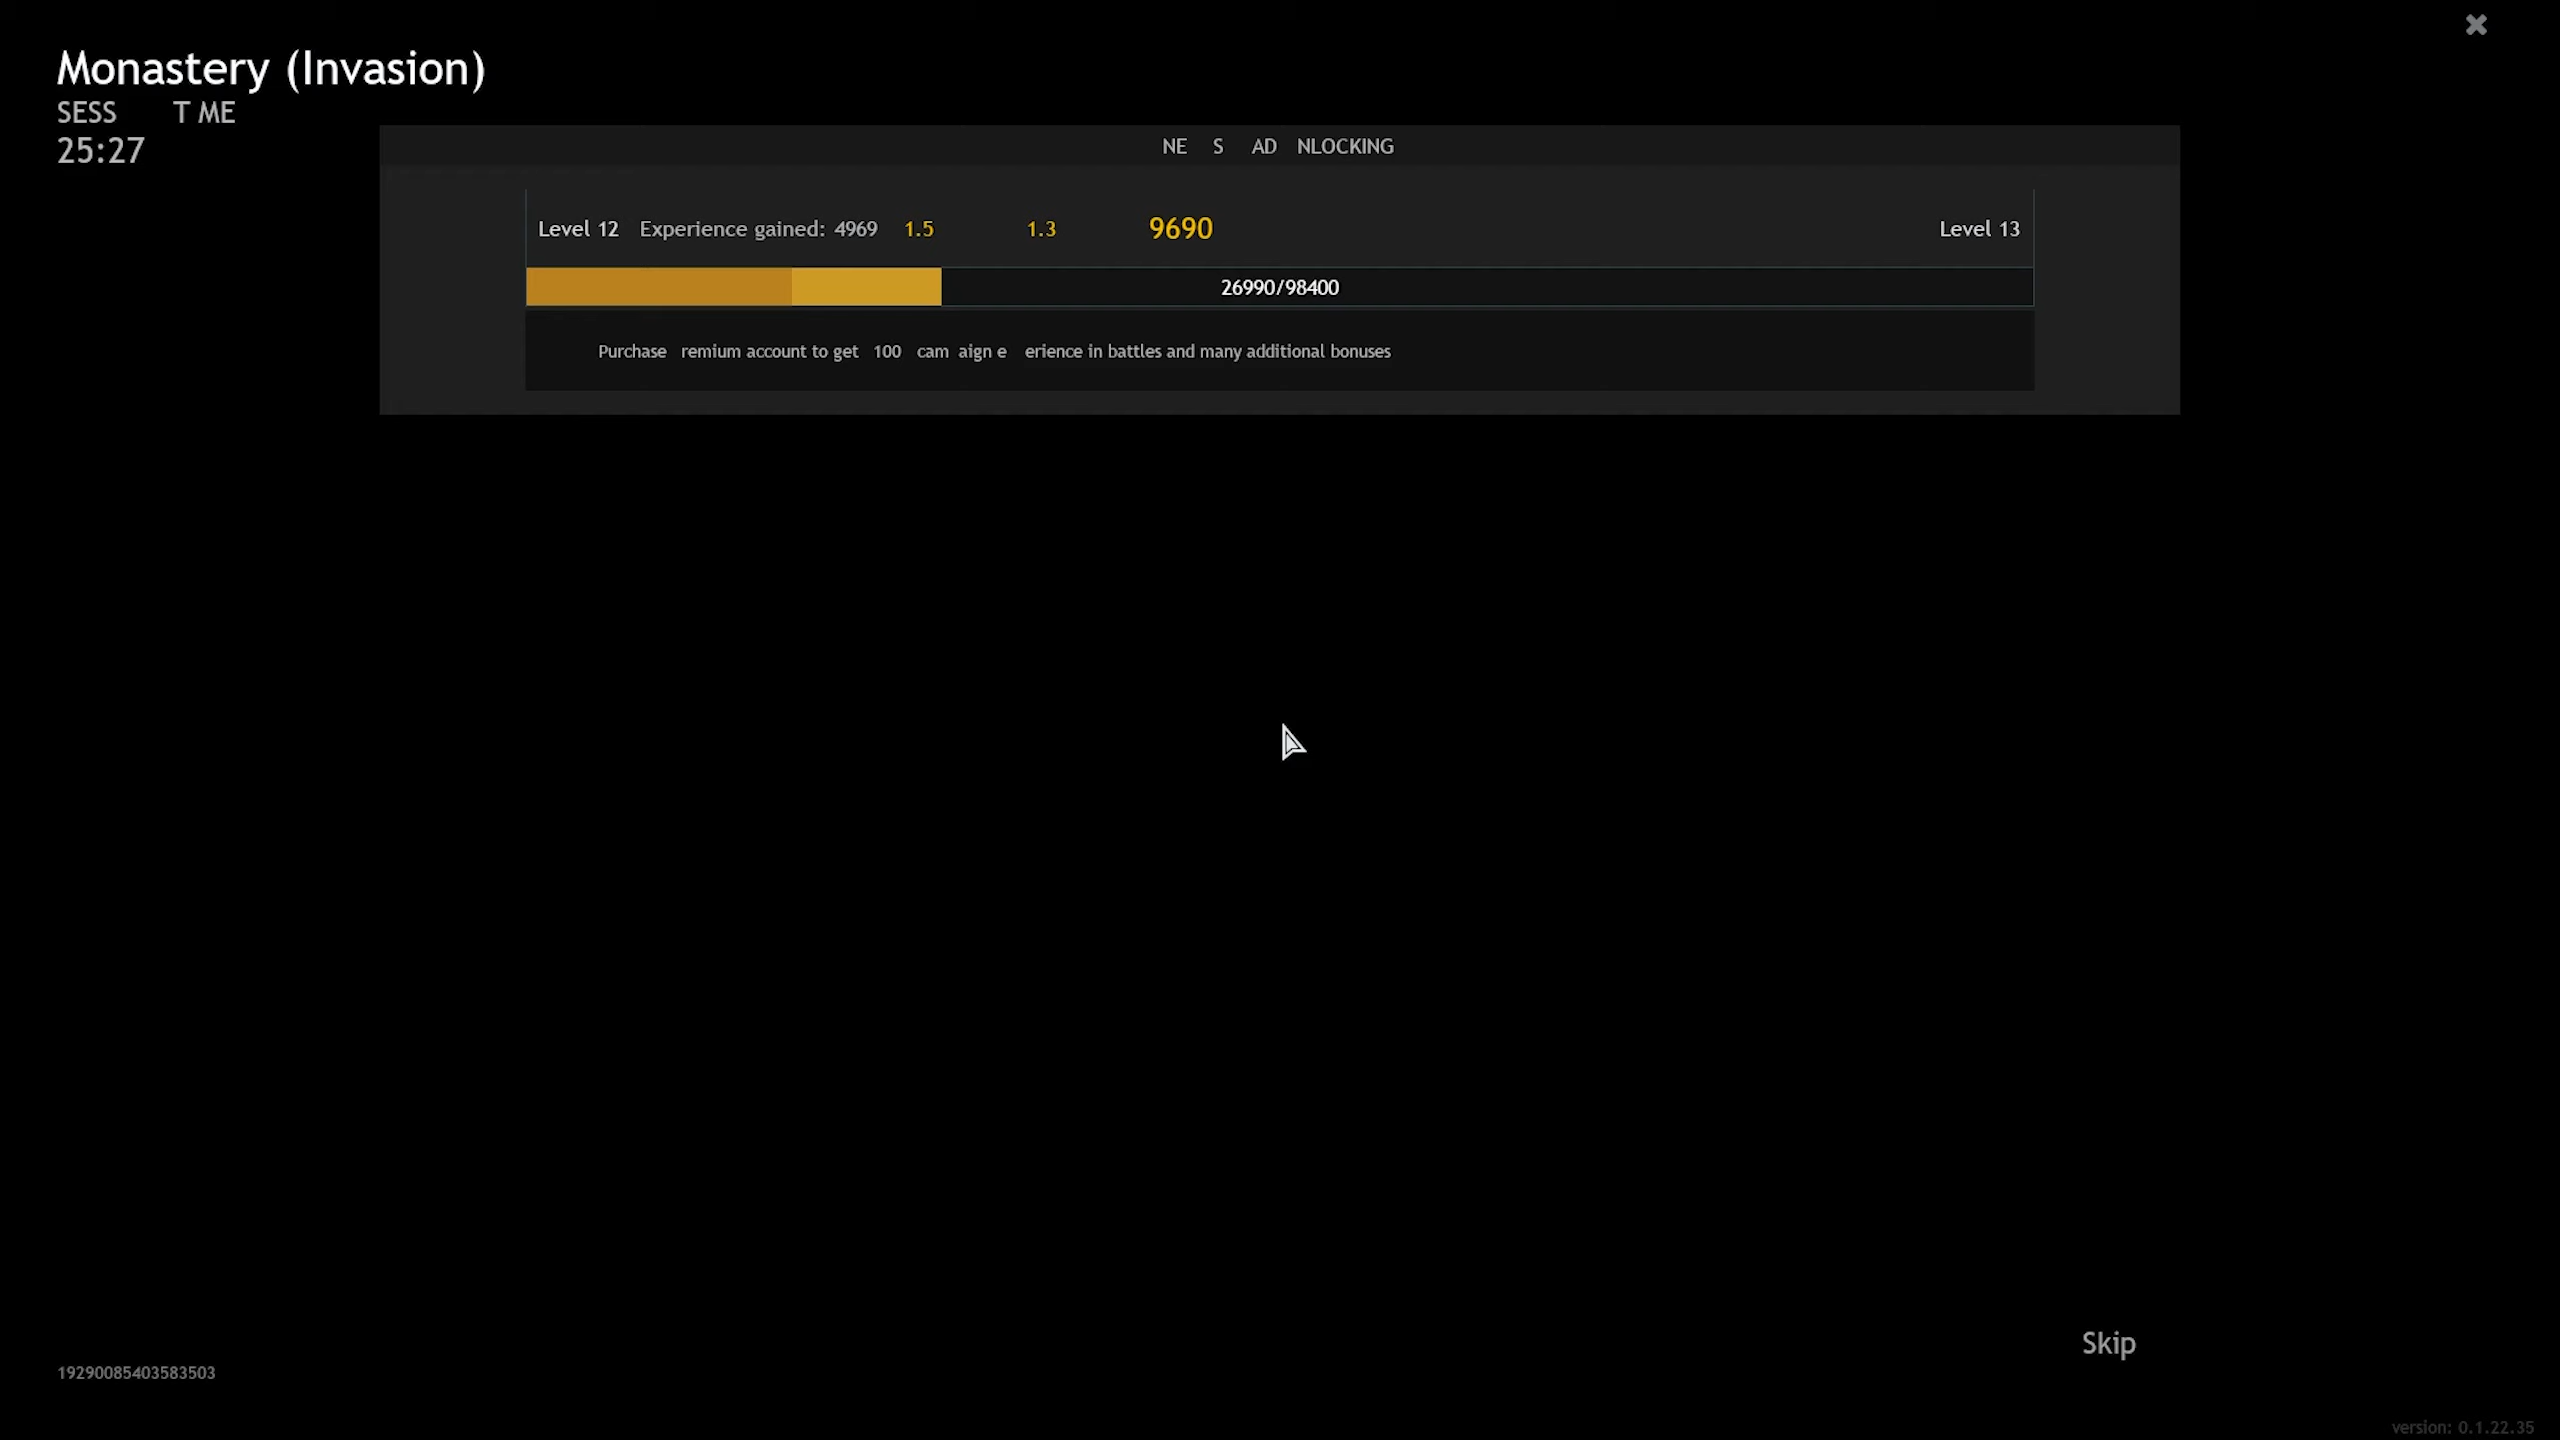 Monastery (Invasion)
SESS T ME
25:27
NE S AD NLOCKING
Level 12 Experience gained: 4969 1.5 1.3 9690 Level 13
26990/98400
Purchase remium account to get 100 cam aign e erience in battles and many additional bonuses
Skip
19290085403583503
version: 0.1.22.35